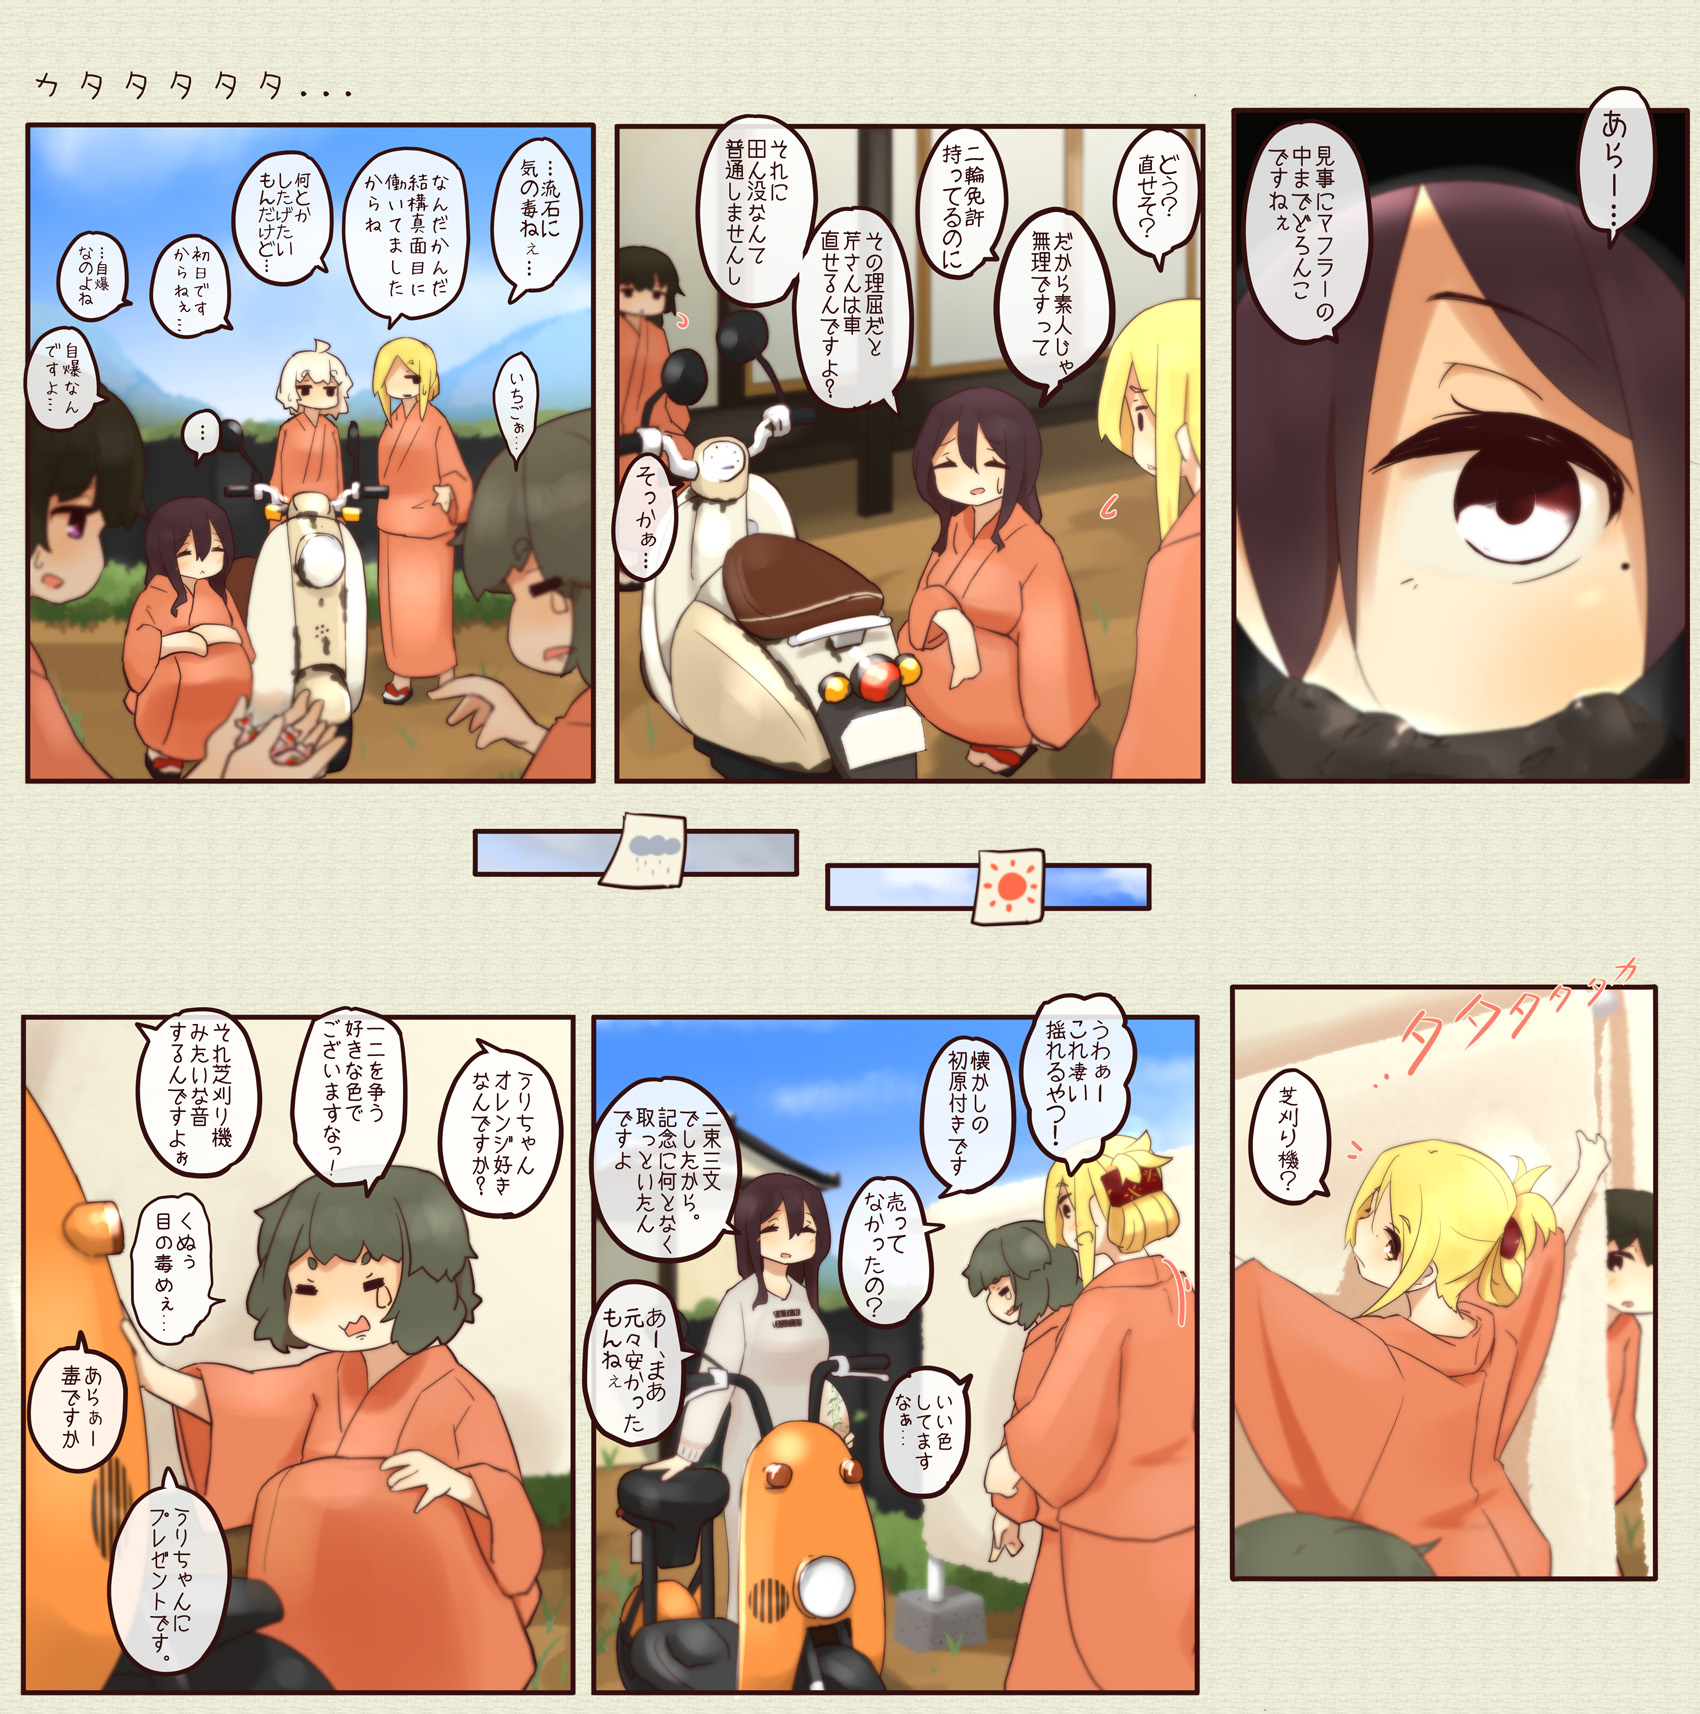 あらー…
見事にマフラーの
中までどろんこ
ですねぇ
どう?
直せそ?
だから素人じゃ
無理ですって
二輪免許
持ってるのに
その理屈だと
芹さんは車
直せるんですよ?
それに
田ん没なんて
普通しませんし
そっかぁ…
カタタタタタ...
…流石に
気の毒ねぇ…
なんだかんだ
結構真面目に
働いてました
からね
何とか
したげたい
もんだけど…
初日です
からねぇ…
…自爆
なのよね
自爆なん
ですよ…
…
いちごぉ…
カタタタタタ…
芝刈り機?
うわぁー
これ凄い
揺れるやつ!
懐かしの
初原付きです
売って
なかったの?
二束三文
でしたから。
記念に何となく
取っといたん
ですよ
あー、まあ
元々安かった
もんねぇ
いい色
してます
なぁ…
うりちゃん
オレンジ好き
なんですか?
一二を争う
好きな色で
ございますなっ!
それ芝刈り機
みたいな音
するんですよぉ
くぬぅ
目の毒めぇ…
あらぁー
毒ですか
うりちゃんに
プレゼントです。